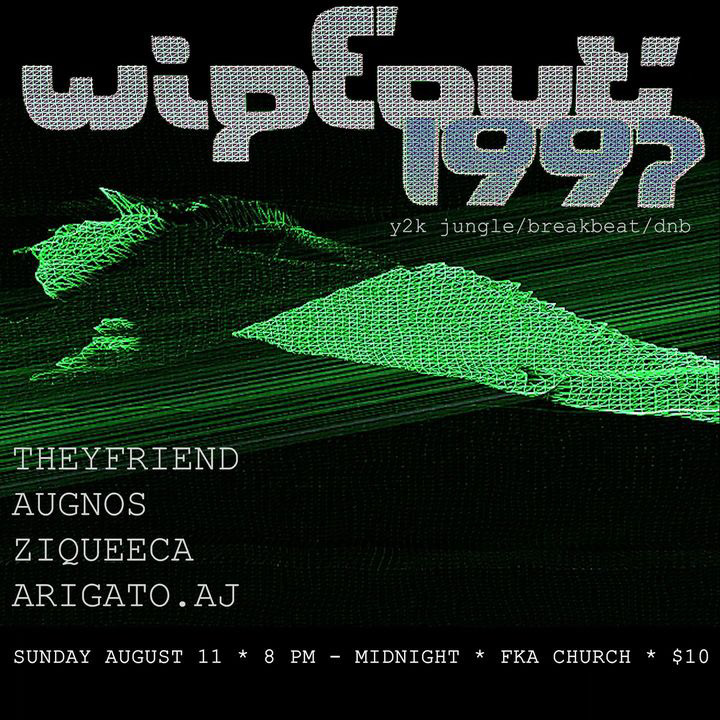 wipEout:
1997
y2k jungle/breakbeat/dnb
THEYFRIEND
AUGNOS
ZIQUEECA
ARIGATO.AJ
SUNDAY AUGUST 11 * 8 PM - MIDNIGHT * FKA CHURCH * $10